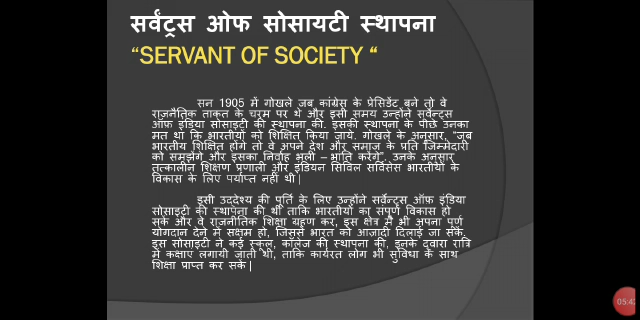 सर्वंट्रस ओफ सोसायटी स्थापना
“SERVANT OF SOCIETY “
सन 1905 में गोखले जब कांग्रेस के प्रेसिडेंट बने तो वे
राजनैतिक ताकत के चरम पर थे और इसी समय उन्होंने सर्वेन्ट्स
ऑफ़ इंडिया सोसाइटी की स्थापना की. इसकी स्थापना के पीछे उनका
मत था कि भारतीयों को शिक्षित किया जाये. गोखले के अनुसार, “जब
भारतीय शिक्षित होंगे तो वे अपने देश और समाज के प्रति जिम्मेदारी
को समझेंगे और इसका निर्वाह भली – भांति करेंगे”. उनके अनुसार
तत्कालीन शिक्षण प्रणाली और इंडियन सिविल सर्विसेस भारतीयों के
विकास के लिए पर्याप्त नहीं थी|
इसी उददेश्य की पूर्ति के लिए उन्होंने सर्वेन्ट्स ऑफ़ इंडिया
सोसाइटी की स्थापना की थी ताकि भारतीयों का संपूर्ण विकास हो
सके और वे राजनीतिक शिक्षा ग्रहण कर, इस क्षेत्र में भी अपना पूर्ण
योगदान देने में सक्षम हो, जिससे भारत को आज़ादी दिलाई जा सके.
इस सोसाइटी ने कई स्कूल, कॉलेज की स्थापना की, इनके दवारा रात्रि
में कक्षाएं लगायी जाती थी, ताकि कार्यरत लोग भी सुविधा के साथ
शिक्षा प्राप्त कर सकें|